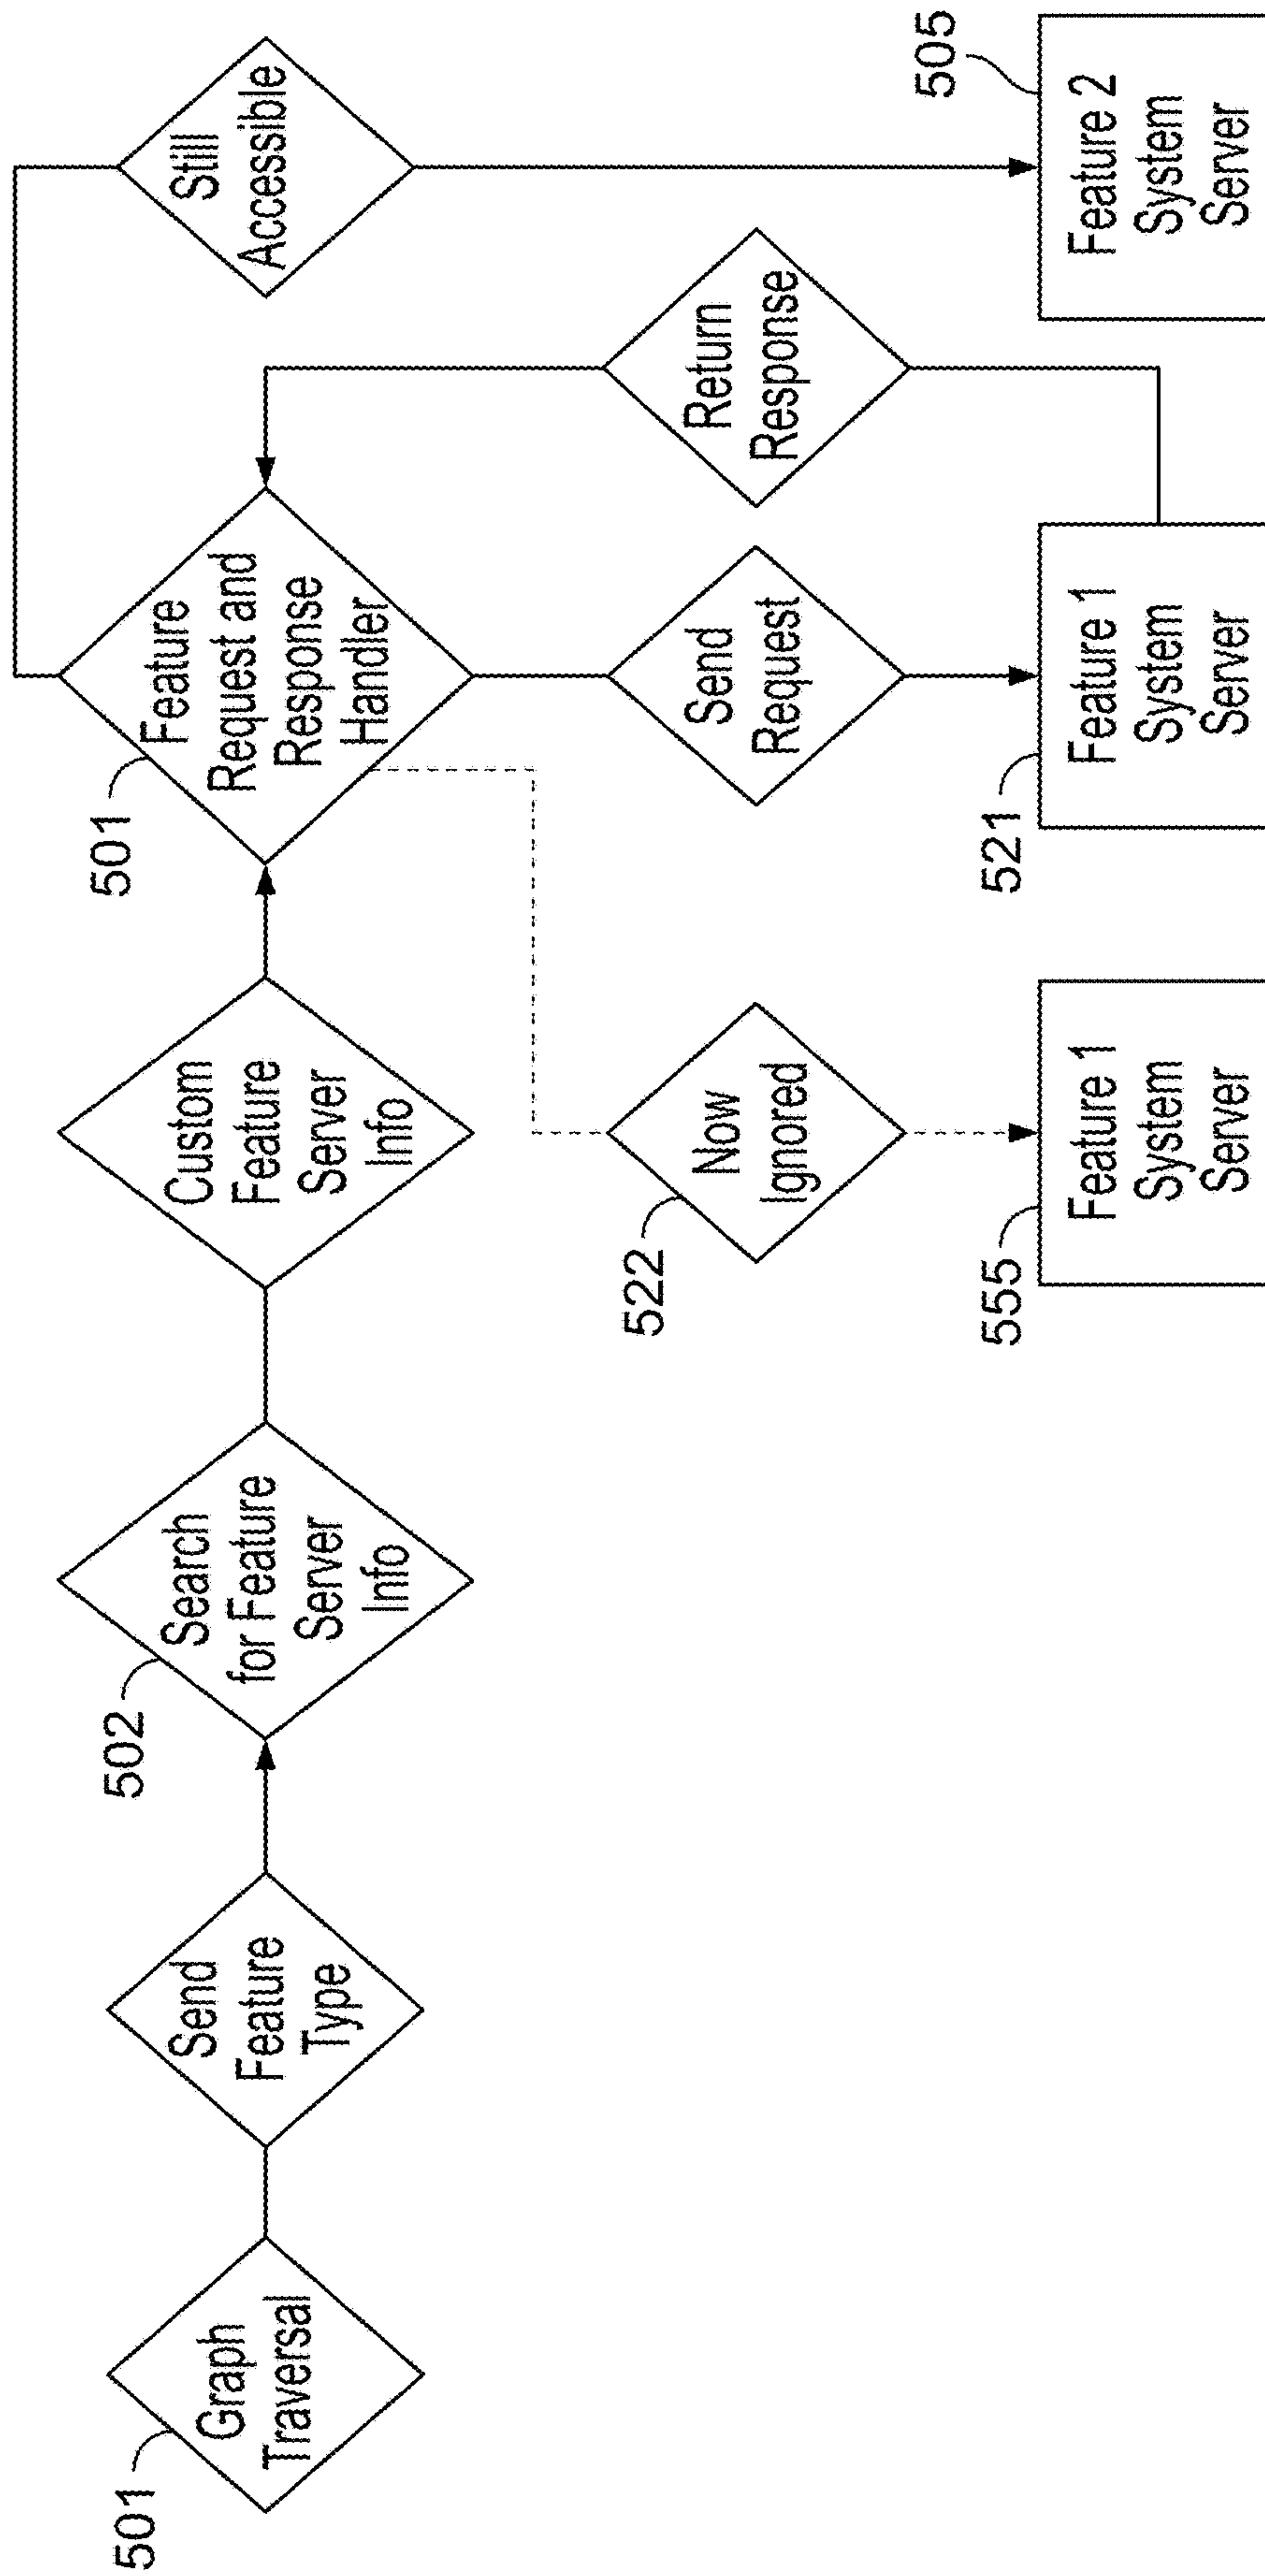 501
Graph
Traversal
Send
Feature
Type
502
Search
for Feature
Server
Info
Custom
Feature
Server
Info
501
Feature
Request and
Response
Handler
Still
Accessible
522
Now
Ignored
Send
Request
Return
Response
555
Feature 1
System
Server
521
Feature 1
System
Server
505
Feature 2
System
Server